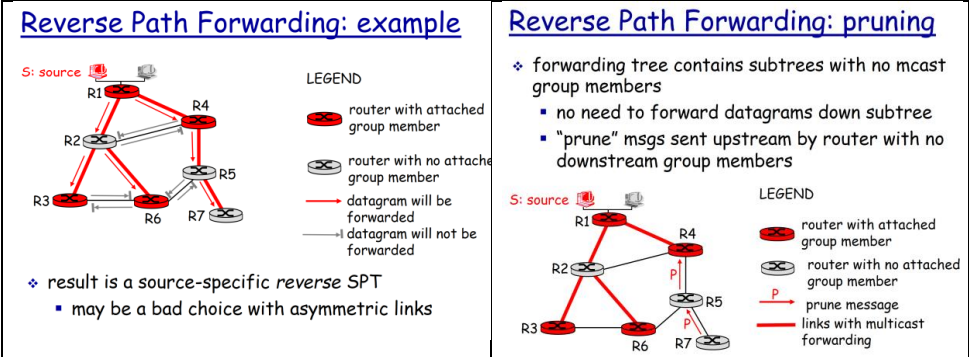 Reverse Path Forwarding: example
S: source
R1
R4
R2
R5
R3
R6
R7
LEGEND
router with attached
group member
router with no attache
group member
datagram will be
forwarded
datagram will not be
forwarded
❖ result is a source-specific reverse SPT
▪ may be a bad choice with asymmetric links
Reverse Path Forwarding: pruning
❖ forwarding tree contains subtrees with no mcast
group members
▪ no need to forward datagrams down subtree
▪ “prune” msgs sent upstream by router with no
downstream group members
S: source
R1
R4
R2
P
R5
R3
P
R6
R7
LEGEND
router with attached
group member
router with no attached
group member
P
prune message
links with multicast
forwarding